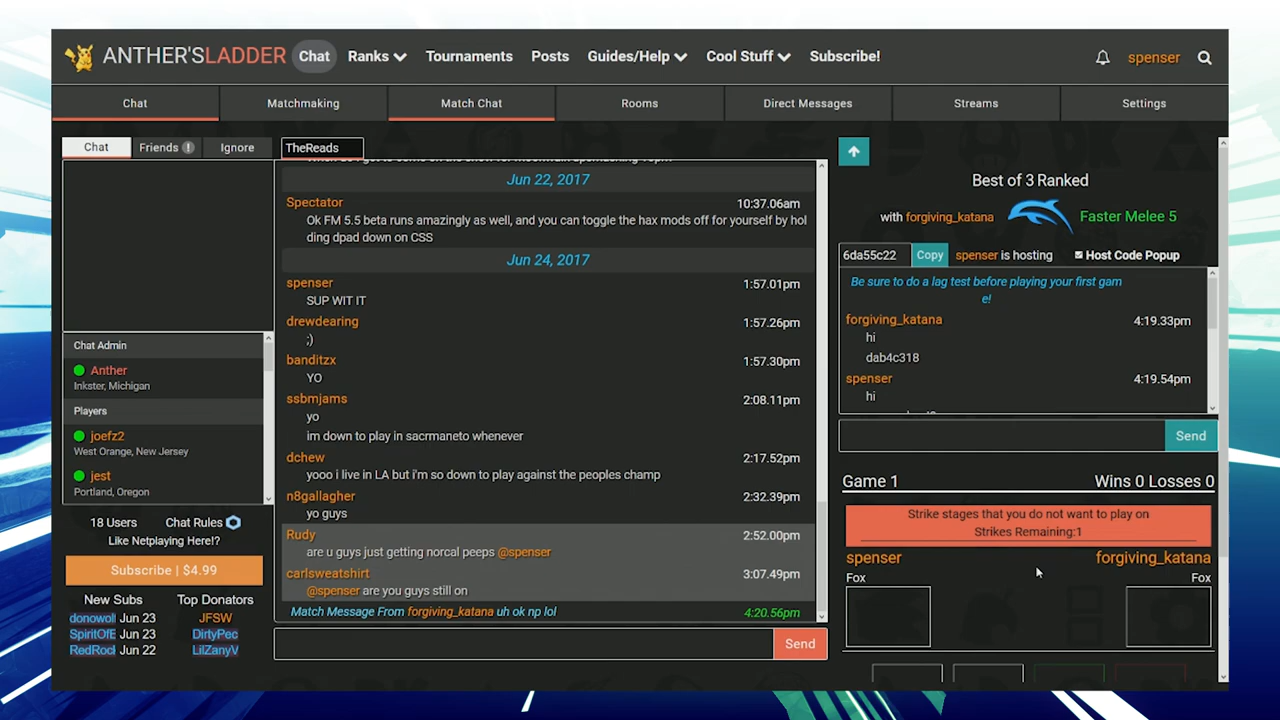 ANTHER'SLADDER
Chat
Ranks
Tournaments
Posts
Guides/Help
Cool Stuff
Subscribe!
spenser
Chat
Matchmaking
Match Chat
Rooms
Direct Messages
Streams
Settings
Chat
Friends
Ignore
Chat Admin
Anther
Inkster, Michigan
Players
joefz2
West Orange, New Jersey
jest
Portland, Oregon
18 Users
Chat Rules
Like Netplaying Here!?
Subscribe | $4.99
New Subs
Top Donators
donowoll Jun 23
JFSW
SpiritOfE Jun 23
DirtyPec
RedRocl Jun 22
LilZanyV
TheReads
Jun 22, 2017
Spectator 10:37.06am
Ok FM 5.5 beta runs amazingly as well, and you can toggle the hax mods off for yourself by hol
ding dpad down on CSS
Jun 24, 2017
spenser 1:57.01pm
SUP WIT IT
drewdearing 1:57.26pm
;)
banditzx 1:57.30pm
YO
ssbmjams 2:08.11pm
yo
im down to play in sacrmaneto whenever
dchew 2:17.52pm
yooo i live in LA but i'm so down to play against the peoples champ
n8gallagher 2:32.39pm
yo guys
Rudy 2:52.00pm
are u guys just getting norcal peeps @spenser
carlsweatshirt 3:07.49pm
@spenser are you guys still on
Match Message From forgiving_katana uh ok np lol 4:20.56pm
Send
Best of 3 Ranked
with forgiving_katana
Faster Melee 5
6da55c22
Copy
spenser is hosting
Host Code Popup
Be sure to do a lag test before playing your first gam
e!
forgiving_katana 4:19.33pm
hi
dab4c318
spenser 4:19.54pm
hi
Send
Game 1
Wins 0 Losses 0
Strike stages that you do not want to play on
Strikes Remaining:1
spenser
forgiving_katana
Fox
Fox